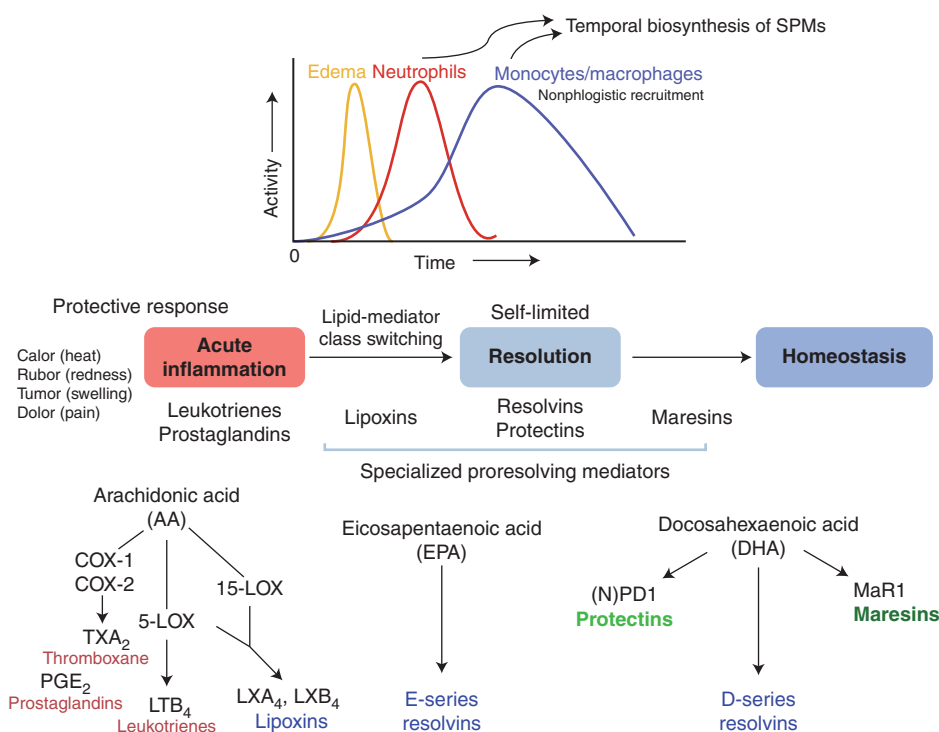 Temporal biosynthesis of SPMs
Edema Neutrophils Monocytes/macrophages
Nonphlogistic recruitment
Activity
0
Time
Protective response
Calor (heat)
Rubor (redness)
Tumor (swelling)
Dolor (pain)
Acute
inflammation
Lipid-mediator
class switching
Self-limited
Resolution
Homeostasis
Leukotrienes
Prostaglandins
Lipoxins
Resolvins
Protectins
Maresins
Specialized proresolving mediators
Arachidonic acid
(AA)
COX-1
COX-2
15-LOX
5-LOX
TXA₂
Thromboxane
PGE₂
Prostaglandins
LTB₄
Leukotrienes
LXA₄, LXB₄
Lipoxins
Eicosapentaenoic acid
(EPA)
E-series
resolvins
Docosahexaenoic acid
(DHA)
(N)PD1
Protectins
MaR1
Maresins
D-series
resolvins